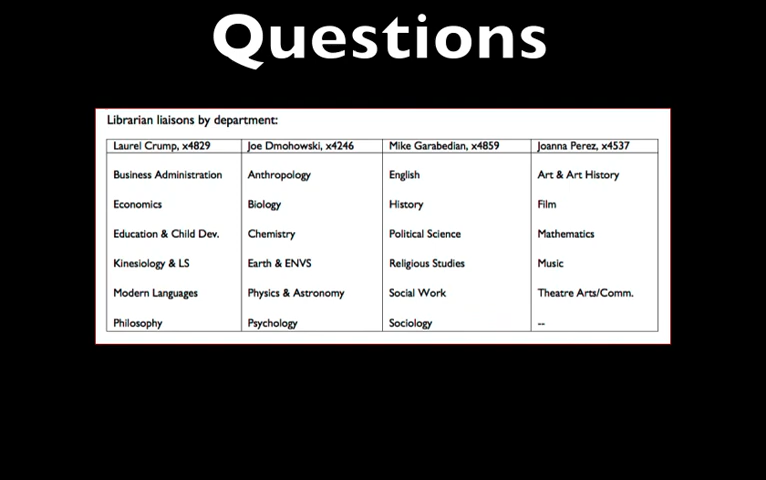 Questions
Librarian liaisons by department:
Laurel Crump, x4829 Joe Dmohowski, x4246 Mike Garabedian, x4859 Joanna Perez, x4537
Business Administration Anthropology English Art & Art History
Economics Biology History Film
Education & Child Dev. Chemistry Political Science Mathematics
Kinesiology & LS Earth & ENVS Religious Studies Music
Modern Languages Physics & Astronomy Social Work Theatre Arts/Comm.
Philosophy Psychology Sociology --